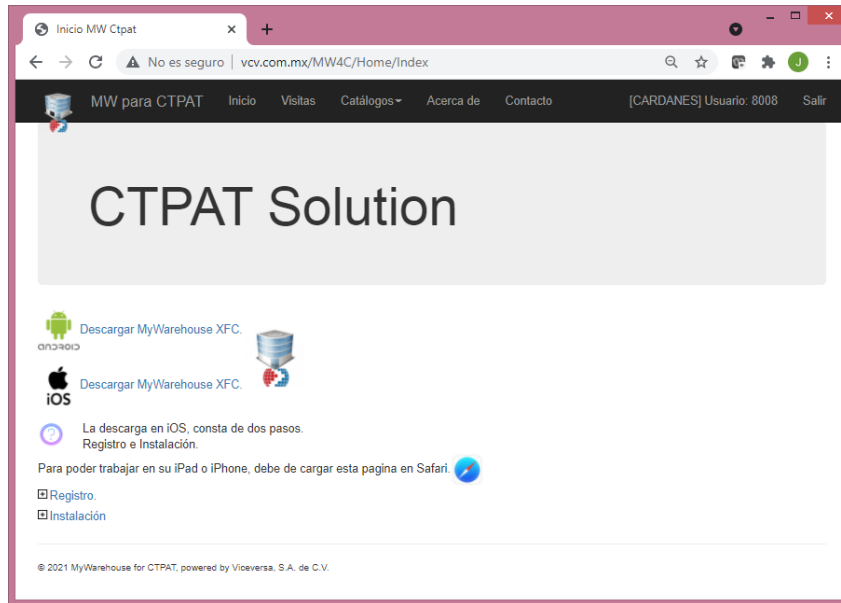 Inicio MW Ctpat
No es seguro | vcv.com.mx/MW4C/Home/Index
J
MW para CTPAT Inicio Visitas Catálogos Acerca de Contacto [CARDANES] Usuario: 8008 Salir
CTPAT Solution
ANDROID
Descargar MyWarehouse XFC.
iOS
Descargar MyWarehouse XFC.
La descarga en iOS, consta de dos pasos.
Registro e Instalación.
Para poder trabajar en su iPad o iPhone, debe de cargar esta pagina en Safari.
Registro.
Instalación
© 2021 MyWarehouse for CTPAT, powered by Viceversa, S.A. de C.V.